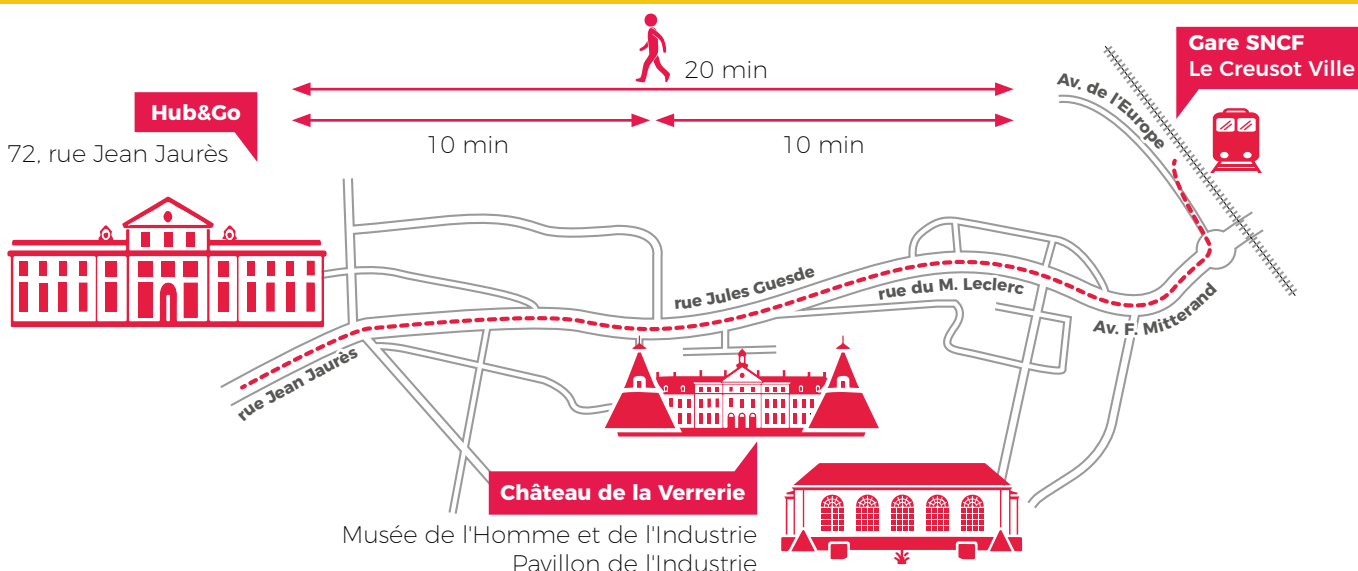 20 min
10 min
10 min
Hub&Go
72, rue Jean Jaurès
Gare SNCF
Le Creusot Ville
Av. de l'Europe
rue Jules Guesde
rue du M. Leclerc
Av. F. Mitterand
rue Jean Jaurès
Château de la Verrerie
Musée de l'Homme et de l'Industrie
Pavillon de l'Industrie